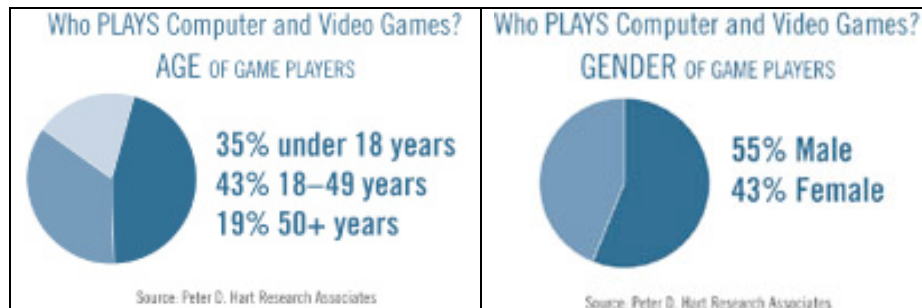 Who PLAYS Computer and Video Games?
AGE OF GAME PLAYERS
35% under 18 years
43% 18–49 years
19% 50+ years
Source: Peter D. Hart Research Associates
Who PLAYS Computer and Video Games?
GENDER OF GAME PLAYERS
55% Male
43% Female
Source: Peter D. Hart Research Associates